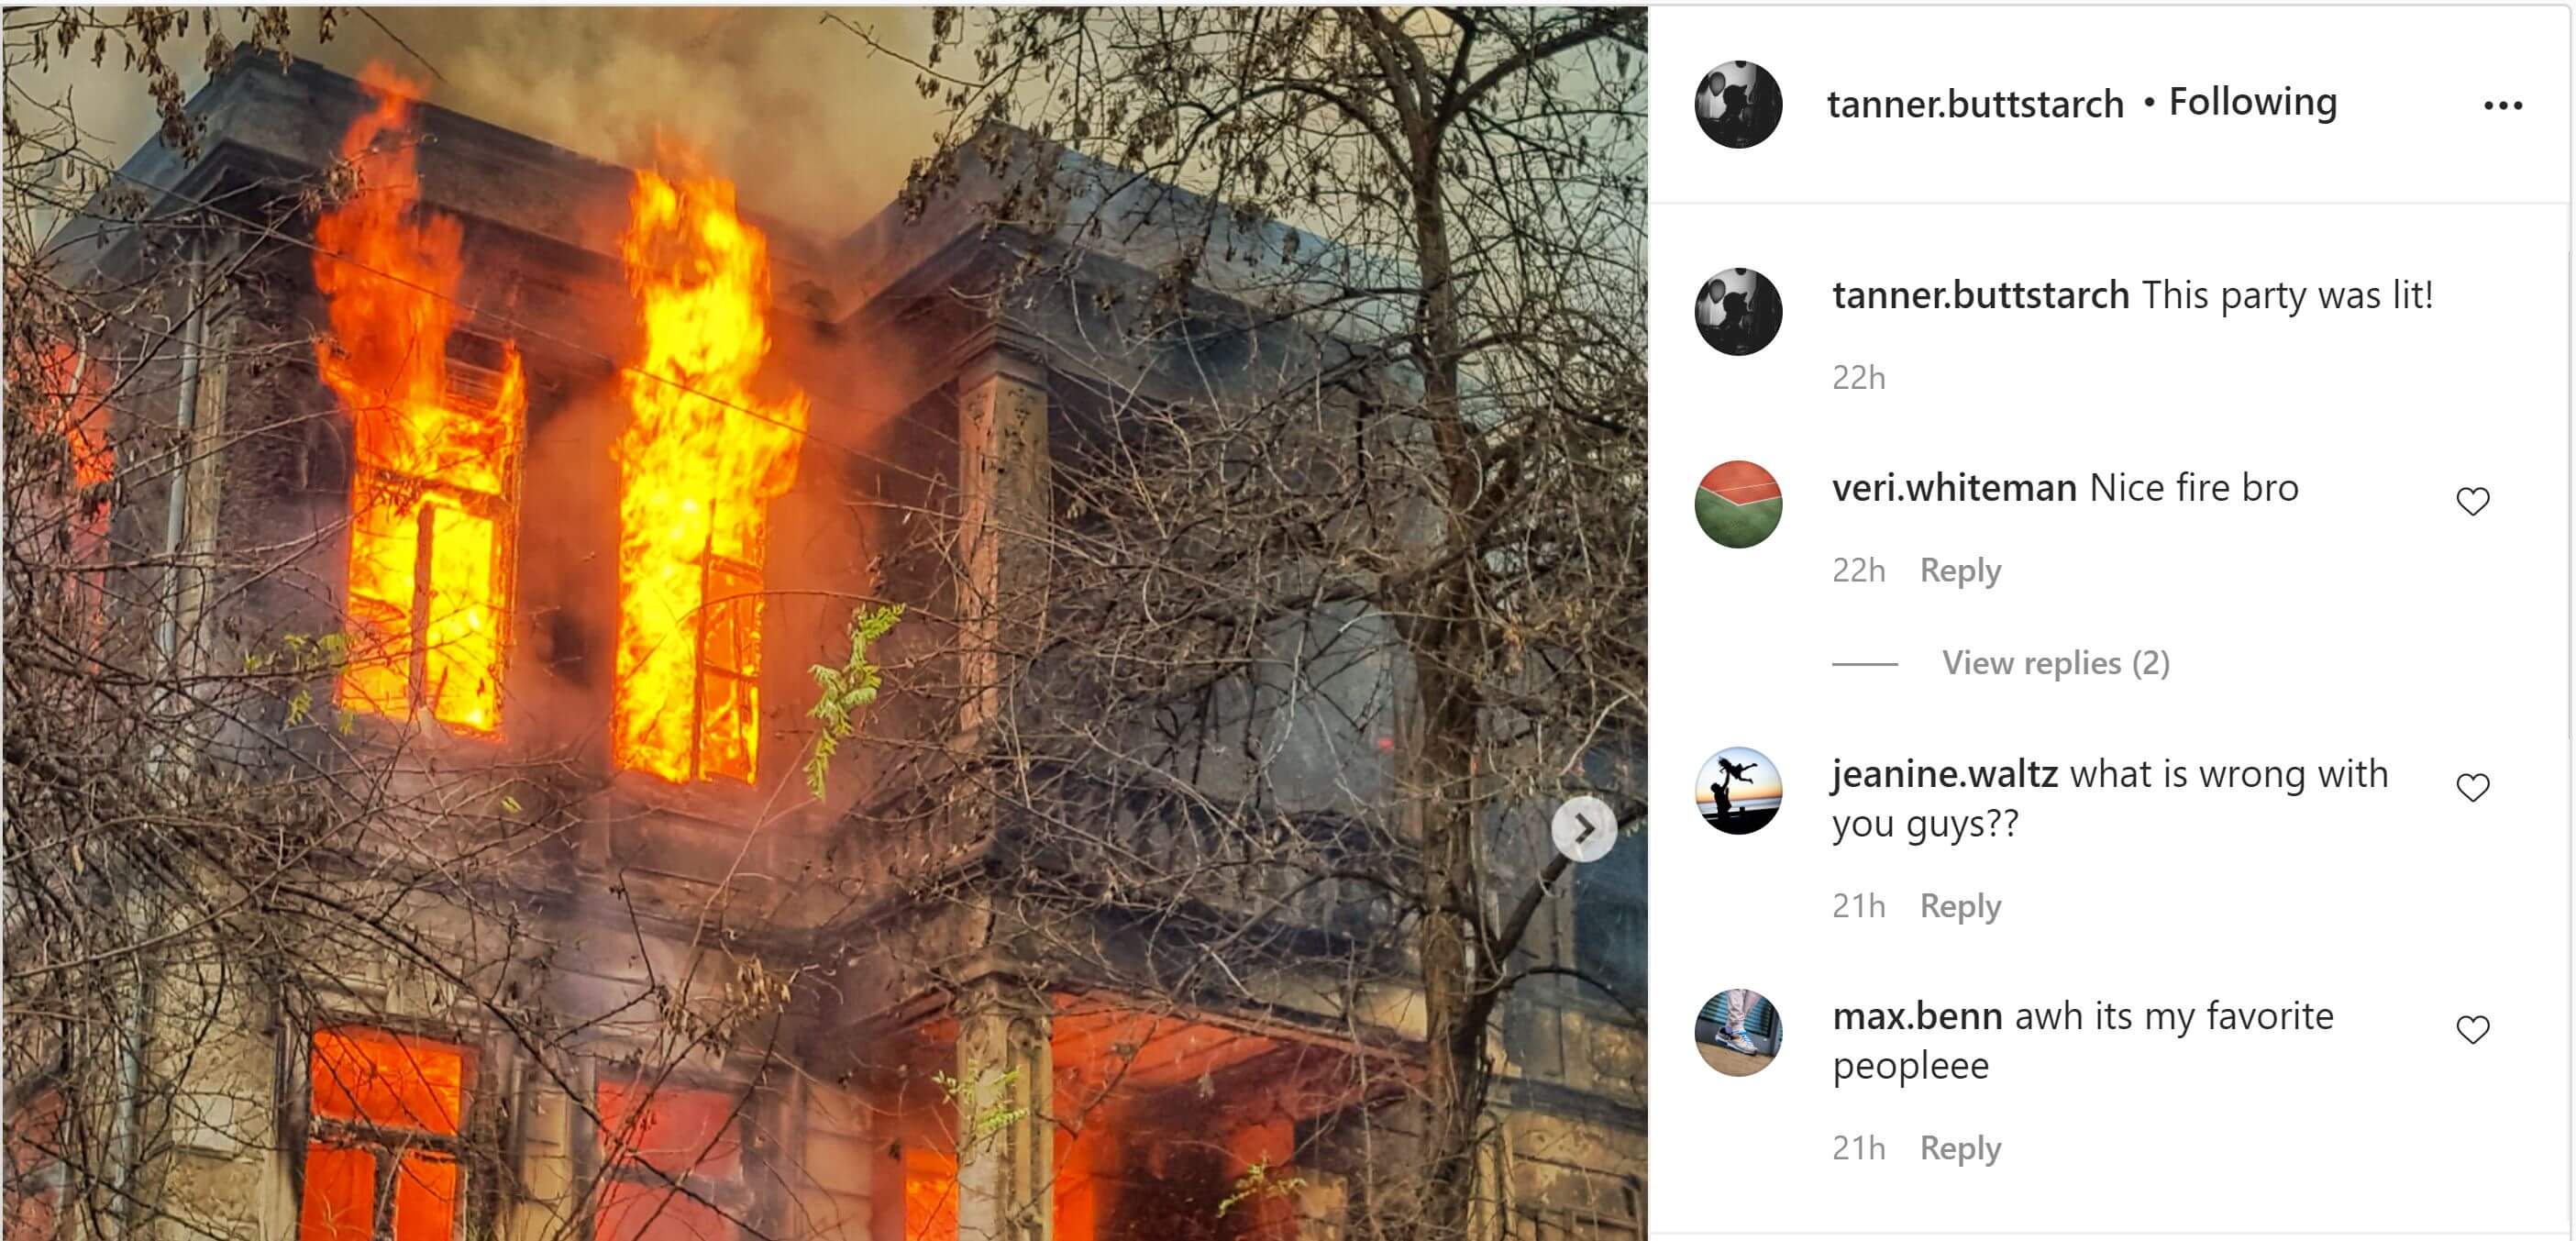 tanner.buttstarch • Following
tanner.buttstarch This party was lit!
22h
veri.whiteman Nice fire bro
22h Reply
View replies (2)
jeanine.waltz what is wrong with
you guys??
21h Reply
max.benn awh its my favorite
peopleee
21h Reply